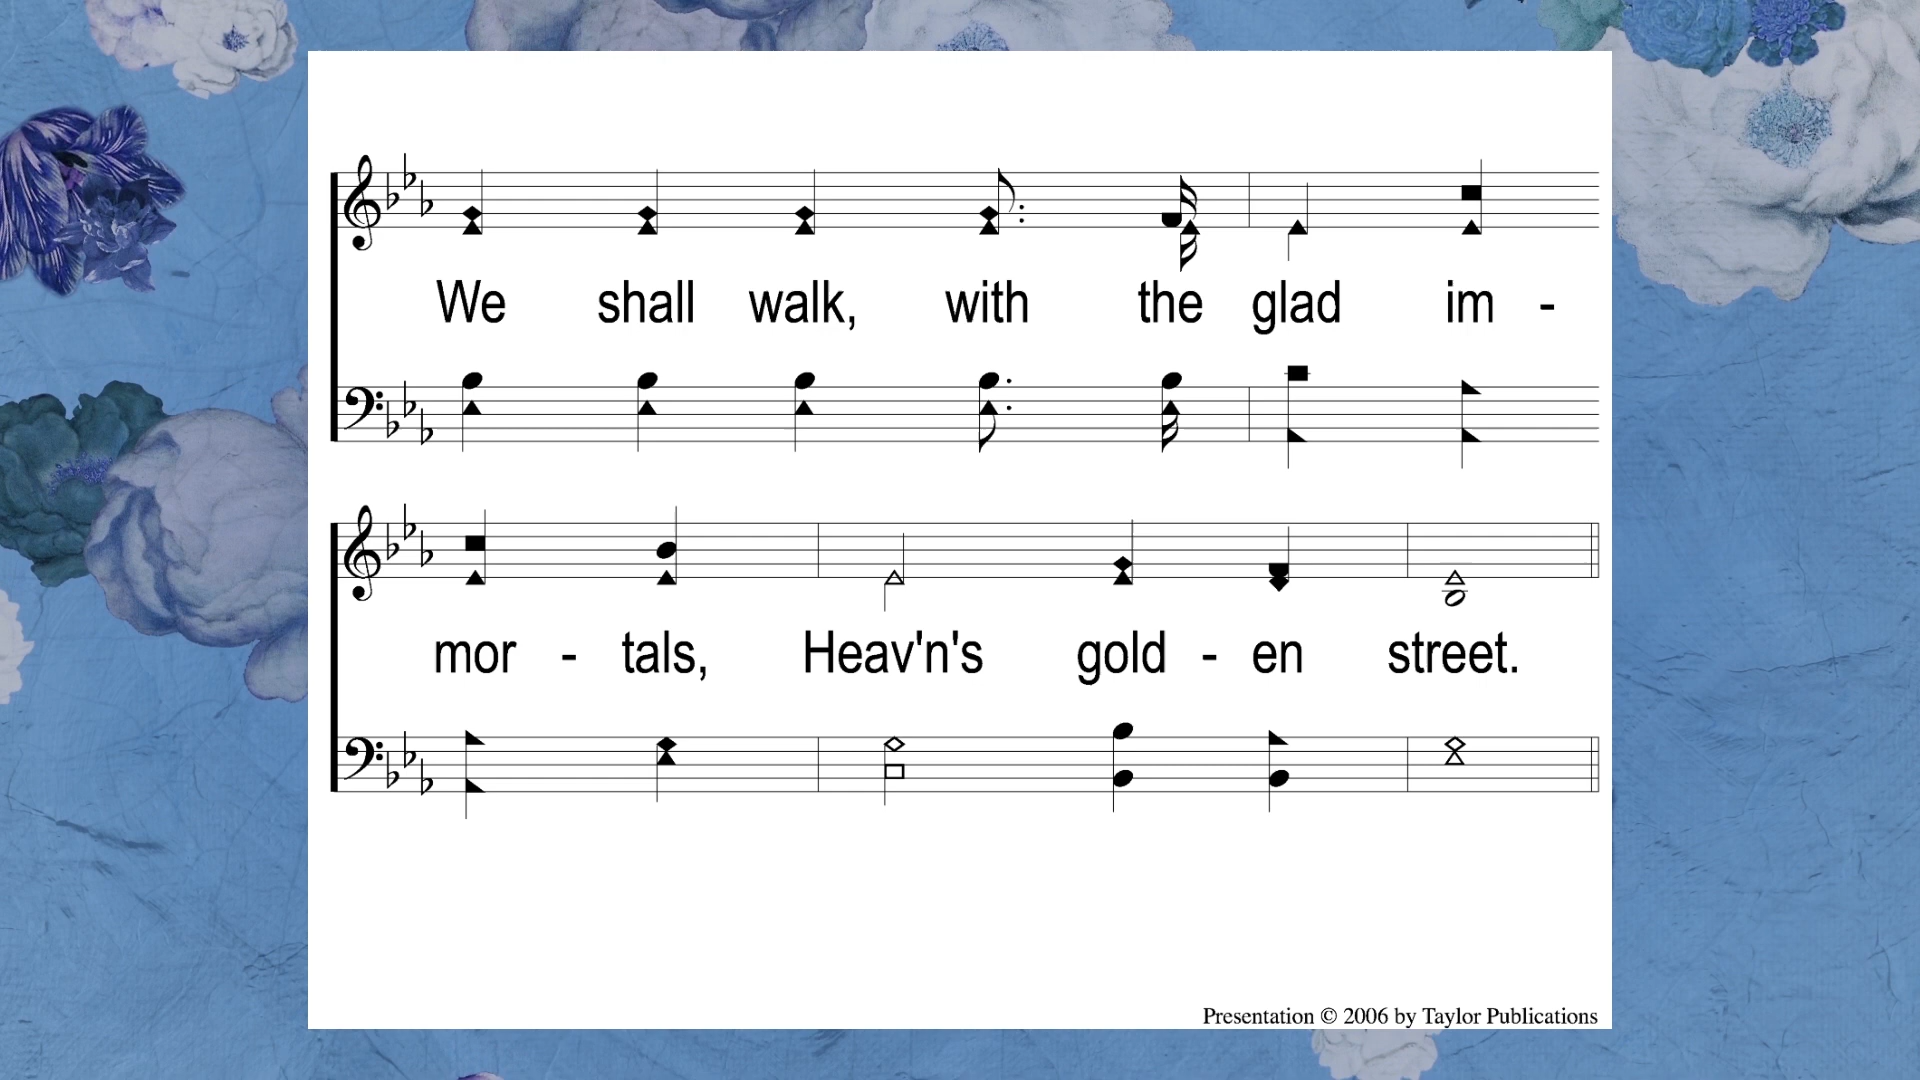 We shall walk, with the glad im -
mor - tals, Heav'n's gold - en street.
Presentation © 2006 by Taylor Publications